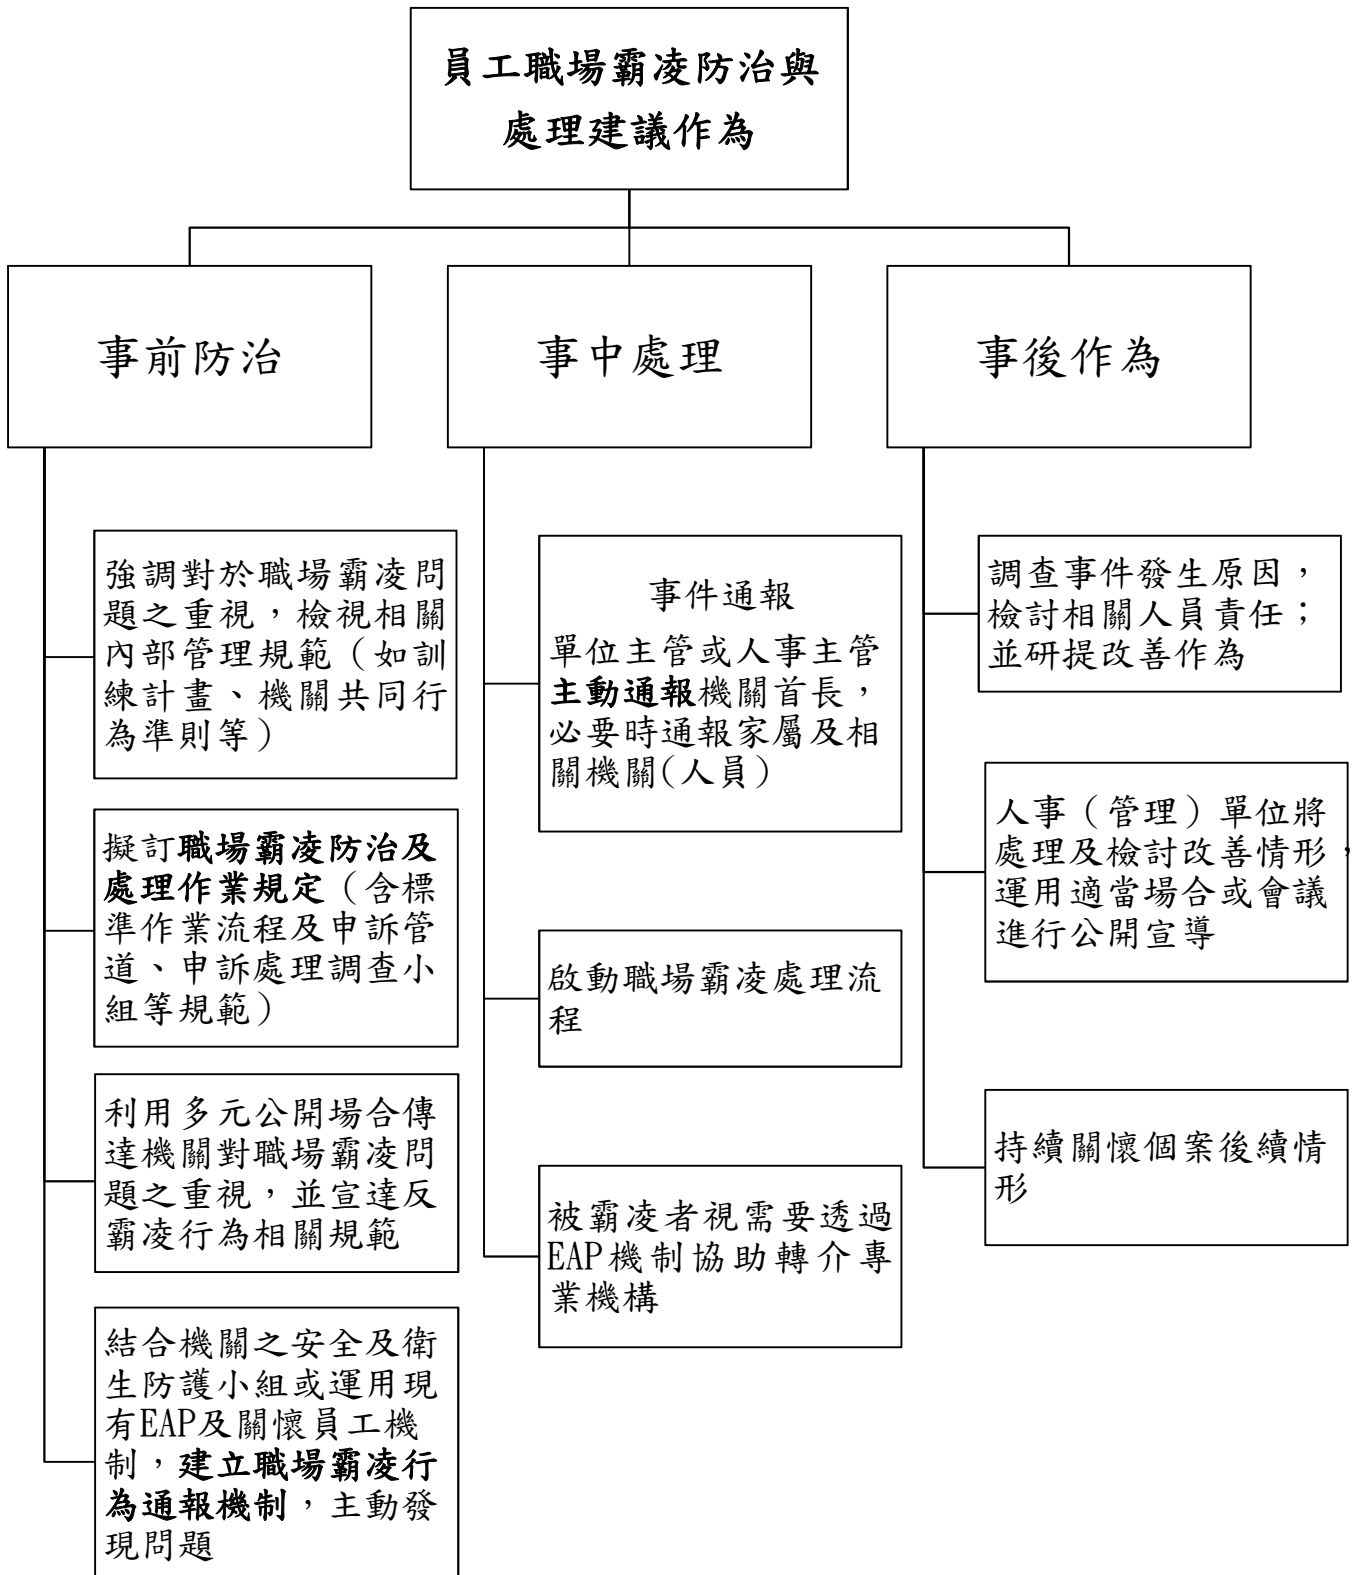 員工職場霸凌防治與
處理建議作為
事前防治
事中處理
事後作為
強調對於職場霸凌問
題之重視，檢視相關
內部管理規範（如訓
練計畫、機關共同行
為準則等）
擬訂職場霸凌防治及
處理作業規定（含標
準作業流程及申訴管
道、申訴處理調查小
組等規範）
利用多元公開場合傳
達機關對職場霸凌問
題之重視，並宣達反
霸凌行為相關規範
結合機關之安全及衛
生防護小組或運用現
有EAP及關懷員工機
制，建立職場霸凌行
為通報機制，主動發
現問題
事件通報
單位主管或人事主管
主動通報機關首長，
必要時通報家屬及相
關機關(人員)
啟動職場霸凌處理流
程
被霸凌者視需要透過
EAP機制協助轉介專
業機構
調查事件發生原因，
檢討相關人員責任；
並研提改善作為
人事（管理）單位將
處理及檢討改善情形，
運用適當場合或會議
進行公開宣導
持續關懷個案後續情
形